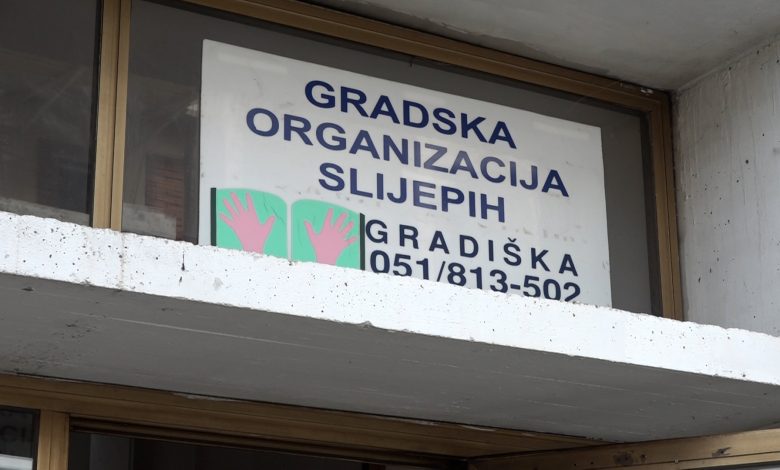 GRADSKA
ORGANIZACIJA
SLIJEPIH
GRADIŠKA
051/813-502